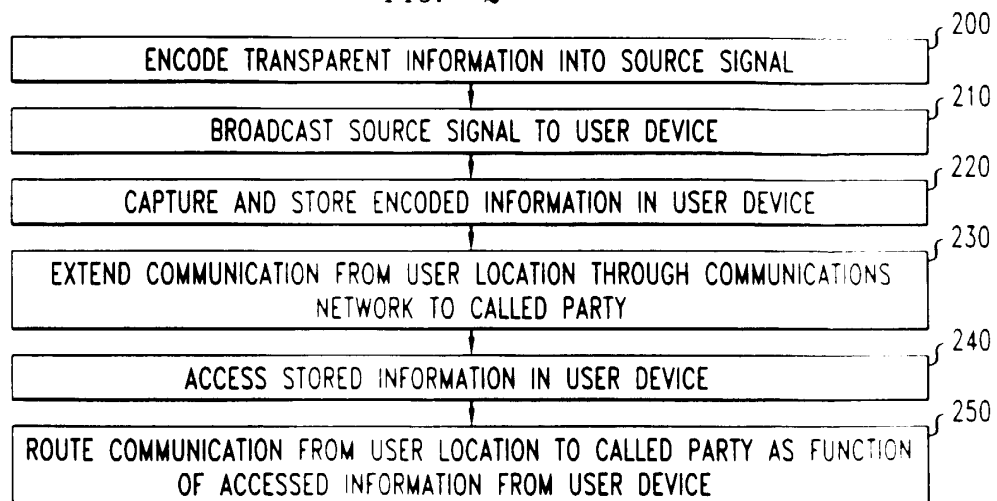 200
ENCODE TRANSPARENT INFORMATION INTO SOURCE SIGNAL
210
BROADCAST SOURCE SIGNAL TO USER DEVICE
220
CAPTURE AND STORE ENCODED INFORMATION IN USER DEVICE
230
EXTEND COMMUNICATION FROM USER LOCATION THROUGH COMMUNICATIONS
NETWORK TO CALLED PARTY
240
ACCESS STORED INFORMATION IN USER DEVICE
250
ROUTE COMMUNICATION FROM USER LOCATION TO CALLED PARTY AS FUNCTION
OF ACCESSED INFORMATION FROM USER DEVICE